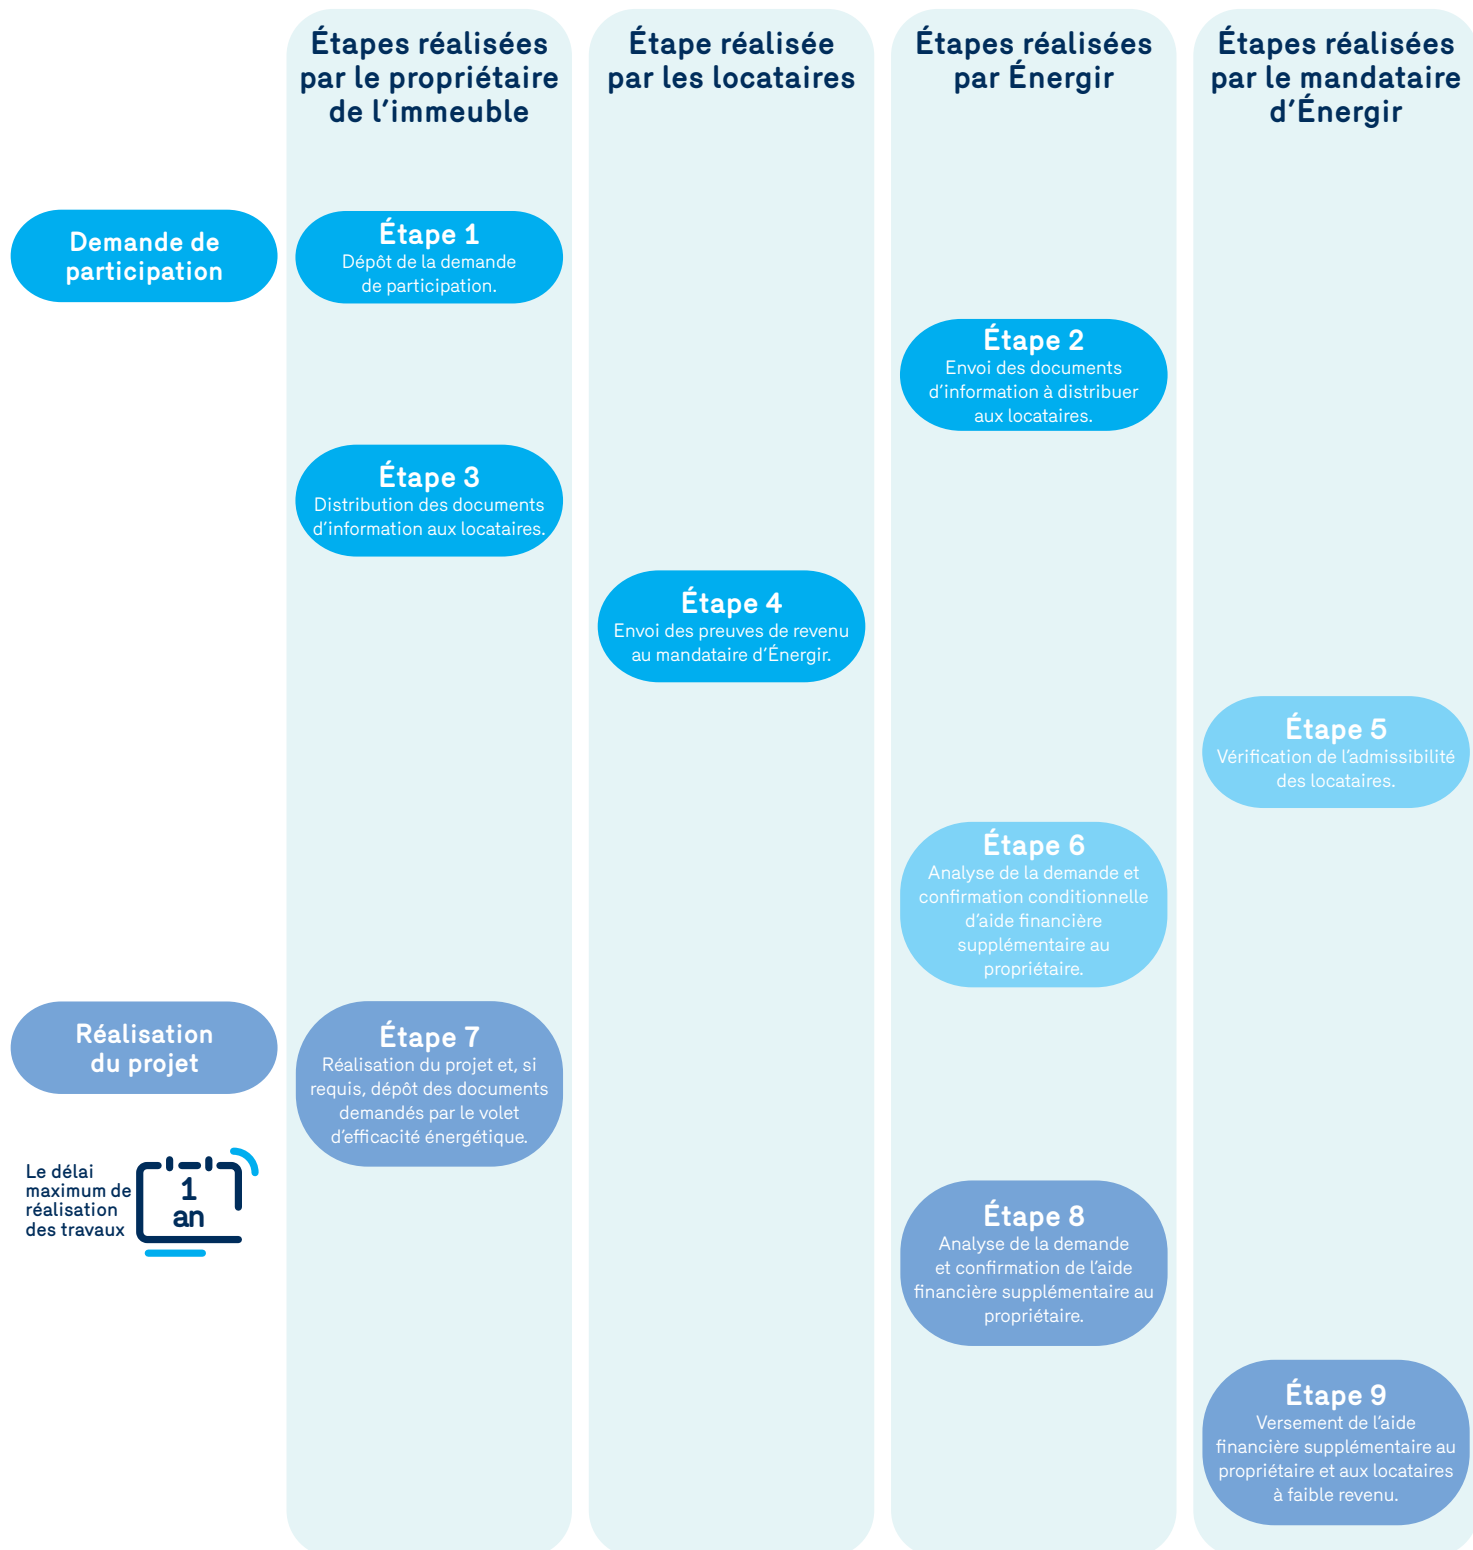 Étapes réalisées
par le propriétaire
de l’immeuble
Étape réalisée
par les locataires
Étapes réalisées
par Énergir
Étapes réalisées
par le mandataire
d’Énergir
Demande de
participation
Étape 1
Dépôt de la demande
de participation.
Étape 2
Envoi des documents
d’information à distribuer
aux locataires.
Étape 3
Distribution des documents
d’information aux locataires.
Étape 4
Envoi des preuves de revenu
au mandataire d’Énergir.
Étape 5
Vérification de l’admissibilité
des locataires.
Étape 6
Analyse de la demande et
confirmation conditionnelle
d’aide financière
supplémentaire au
propriétaire.
Réalisation
du projet
Étape 7
Réalisation du projet et, si
requis, dépôt des documents
demandés par le volet
d’efficacité énergétique.
Le délai
maximum de
réalisation
des travaux
1
an
Étape 8
Analyse de la demande
et confirmation de l’aide
financière supplémentaire au
propriétaire.
Étape 9
Versement de l’aide
financière supplémentaire au
propriétaire et aux locataires
à faible revenu.